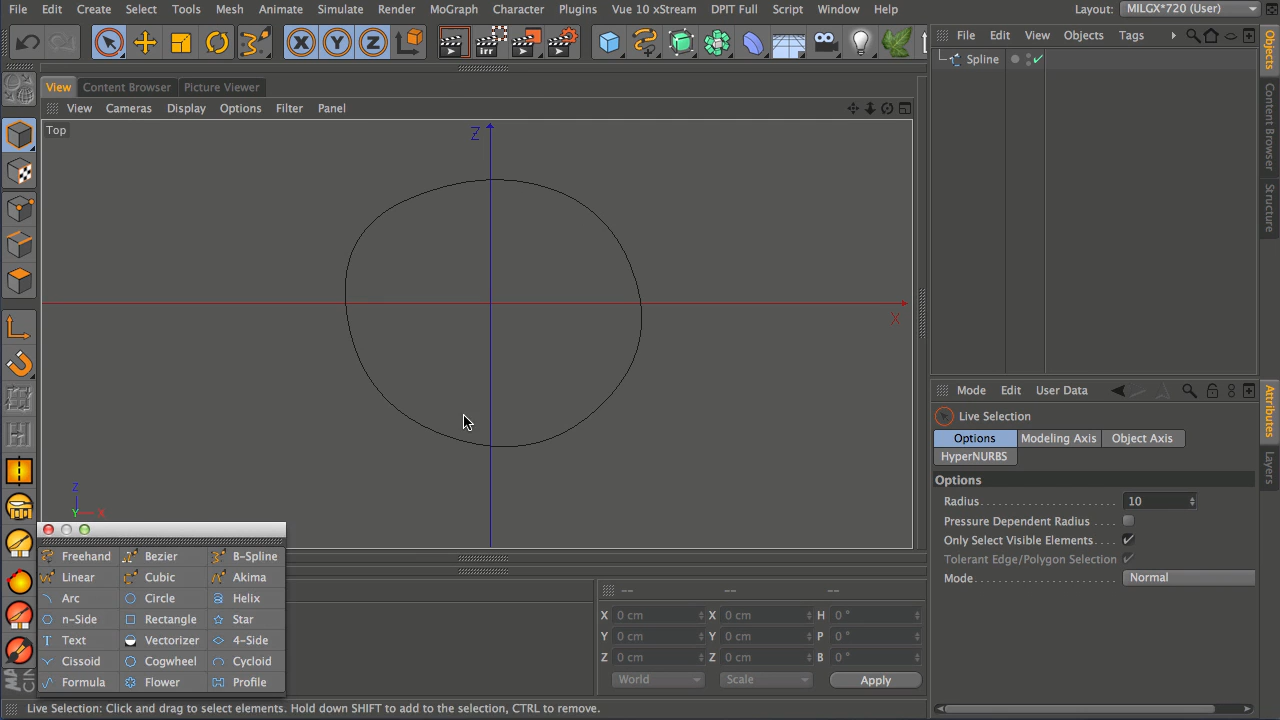 File Edit Create Select Tools Mesh Snapping Animate Simulate Render MoGraph Character Plugins Vue 10 xStream DPIT Full Script Window Help Layout: MILGX*720 (User)
X Y Z irr
File Edit View Objects Tags
Spline
View Content Browser Picture Viewer
View Cameras Display Options Filter Panel
Top
Z
X
Z
Y X
Objects
Content Browser
Structure
Mode Edit User Data
Live Selection
Options Modeling Axis Object Axis
HyperNURBS
Options
Radius 10
Pressure Dependent Radius
Only Select Visible Elements
Tolerant Edge/Polygon Selection
Mode Normal
Attributes
Layers
Freehand Bezier B-Spline
Linear Cubic Akima
Arc Circle Helix
n-Side Rectangle Star
Text Vectorizer 4-Side
Cissoid Cogwheel Cycloid
Formula Flower Profile
-- -- --
X 0 cm X 0 cm H 0 °
Y 0 cm Y 0 cm P 0 °
Z 0 cm Z 0 cm B 0 °
World Scale Apply
Live Selection: Click and drag to select elements. Hold down SHIFT to add to the selection, CTRL to remove.